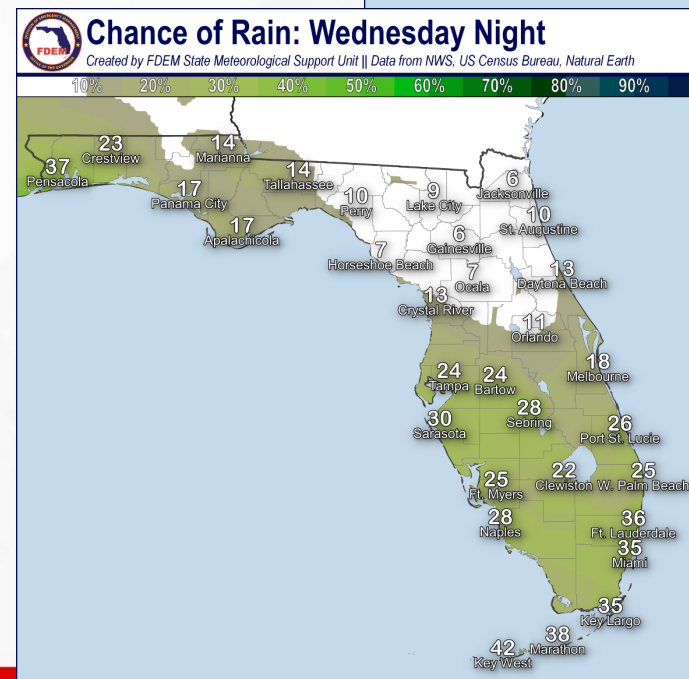 Chance of Rain: Wednesday Night
FDEM
Created by FDEM State Meteorological Support Unit || Data from NWS, US Census Bureau, Natural Earth
10% 20% 30% 40% 50% 60% 70% 80% 90%
23
Crestview
14
Marianna
37
Pensacola
14
Tallahassee
17
Panama City
17
Apalachicola
10
Perry
9
Lake City
6
Jacksonville
10
St. Augustine
6
Gainesville
7
Horseshoe Beach
7
Ocala
13
Daytona Beach
13
Crystal River
11
Orlando
18
Melbourne
24
Tampa
24
Bartow
28
Sebring
30
Sarasota
26
Port St. Lucie
22
Clewiston
25
W. Palm Beach
25
Ft. Myers
28
Naples
36
Ft. Lauderdale
35
Miami
35
Key Largo
38
Marathon
42
Key West